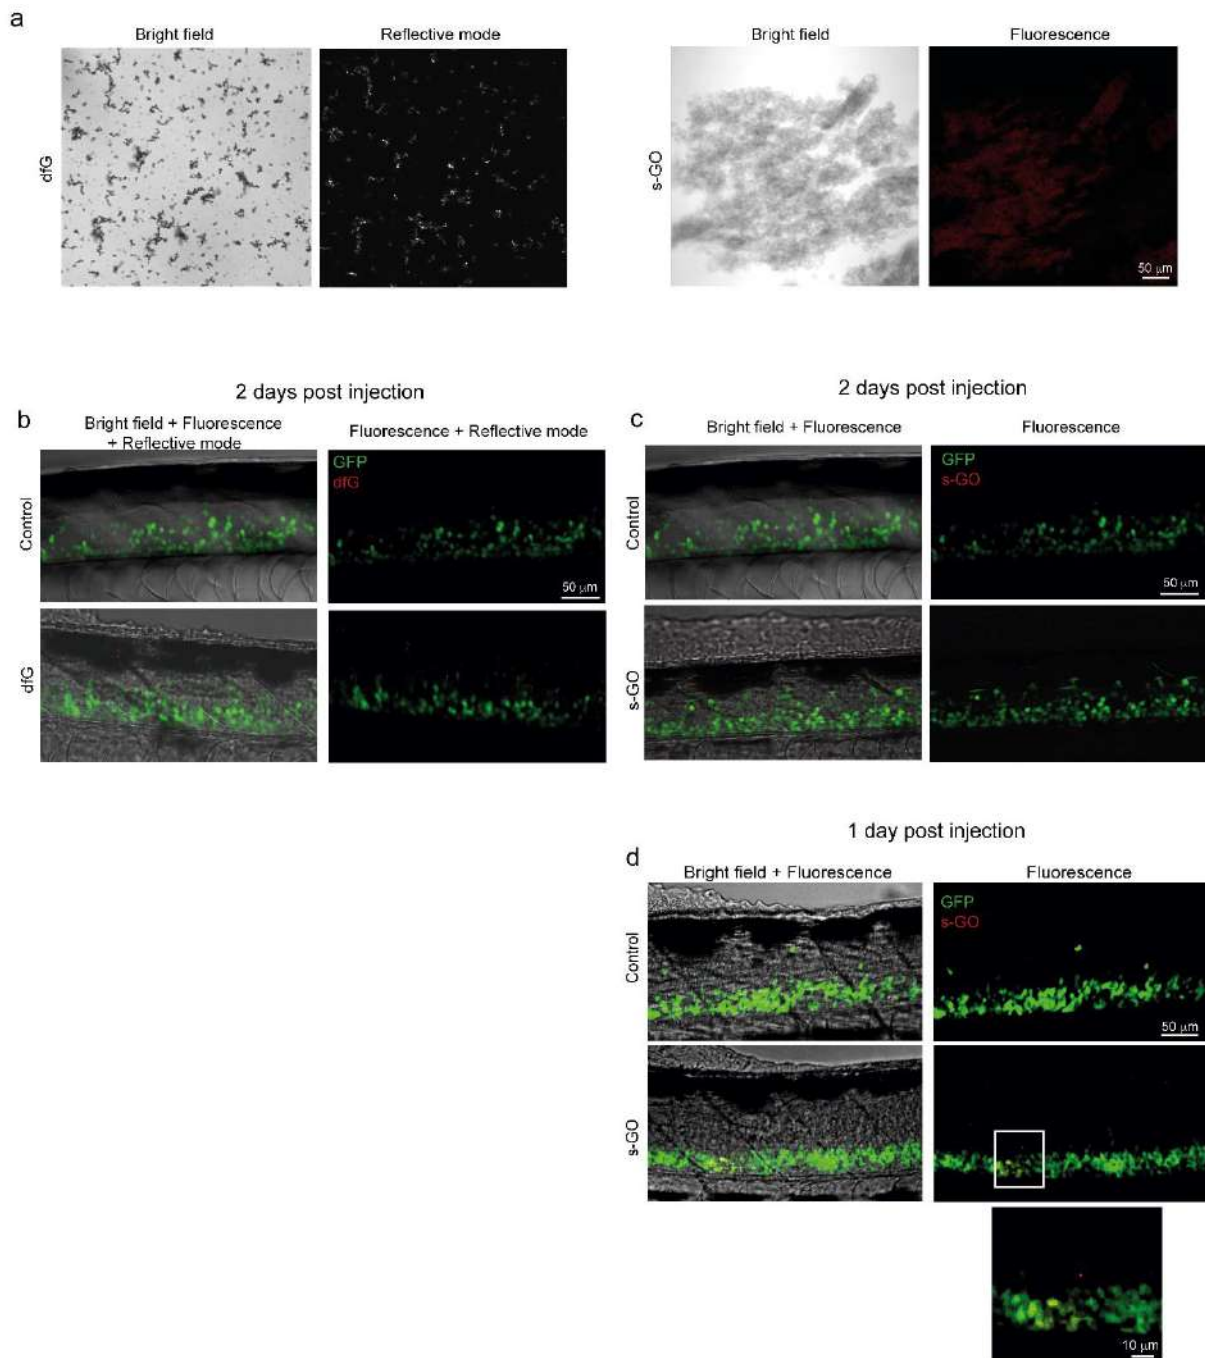 a
Bright field
Reflective mode
Bright field
Fluorescence
dfG
s-GO
50 µm
2 days post injection
b
Bright field + Fluorescence
+ Reflective mode
Fluorescence + Reflective mode
Control
GFP
dfG
50 µm
dfG
2 days post injection
c
Bright field + Fluorescence
Fluorescence
Control
GFP
s-GO
50 µm
s-GO
1 day post injection
d
Bright field + Fluorescence
Fluorescence
Control
GFP
s-GO
50 µm
s-GO
10 µm